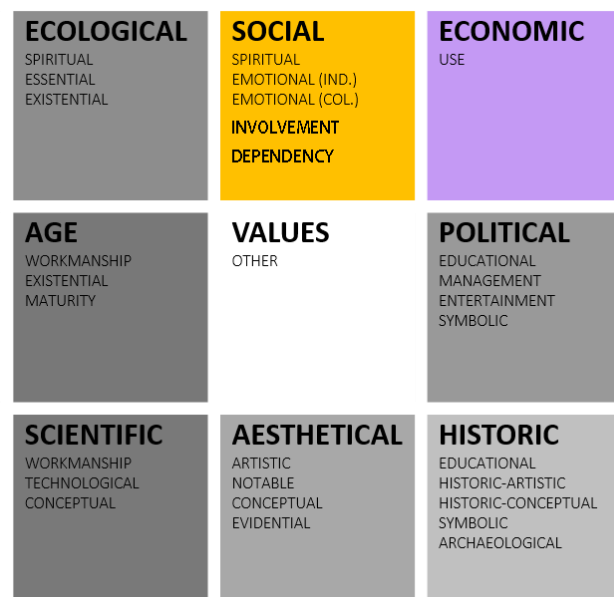 ECOLOGICAL
SPIRITUAL
ESSENTIAL
EXISTENTIAL
SOCIAL
SPIRITUAL
EMOTIONAL (IND.)
EMOTIONAL (COL.)
INVOLVEMENT
DEPENDENCY
ECONOMIC
USE
AGE
WORKMANSHIP
EXISTENTIAL
MATURITY
VALUES
OTHER
POLITICAL
EDUCATIONAL
MANAGEMENT
ENTERTAINMENT
SYMBOLIC
SCIENTIFIC
WORKMANSHIP
TECHNOLOGICAL
CONCEPTUAL
AESTHETICAL
ARTISTIC
NOTABLE
CONCEPTUAL
EVIDENTIAL
HISTORIC
EDUCATIONAL
HISTORIC-ARTISTIC
HISTORIC-CONCEPTUAL
SYMBOLIC
ARCHAEOLOGICAL